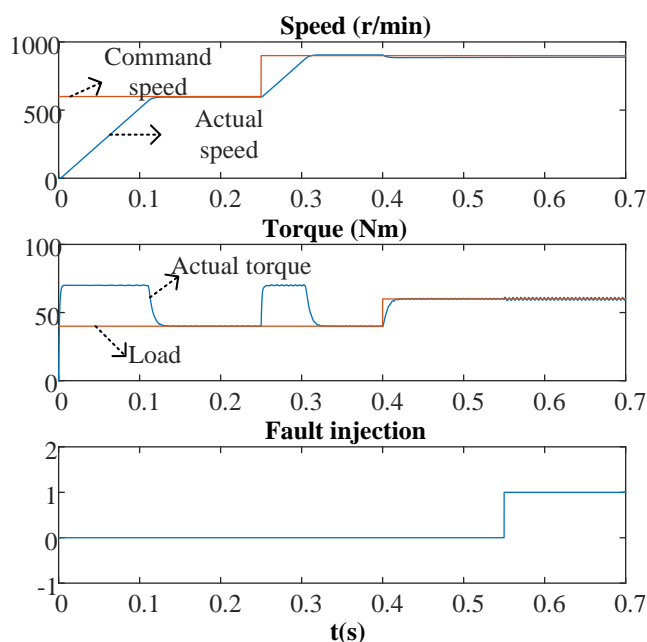 Speed (r/min)
1000
Command
speed
500
Actual
speed
0
0 0.1 0.2 0.3 0.4 0.5 0.6 0.7
Torque (Nm)
100
Actual torque
50
Load
0
0 0.1 0.2 0.3 0.4 0.5 0.6 0.7
Fault injection
2
1
0
-1
0 0.1 0.2 0.3 0.4 0.5 0.6 0.7
t(s)